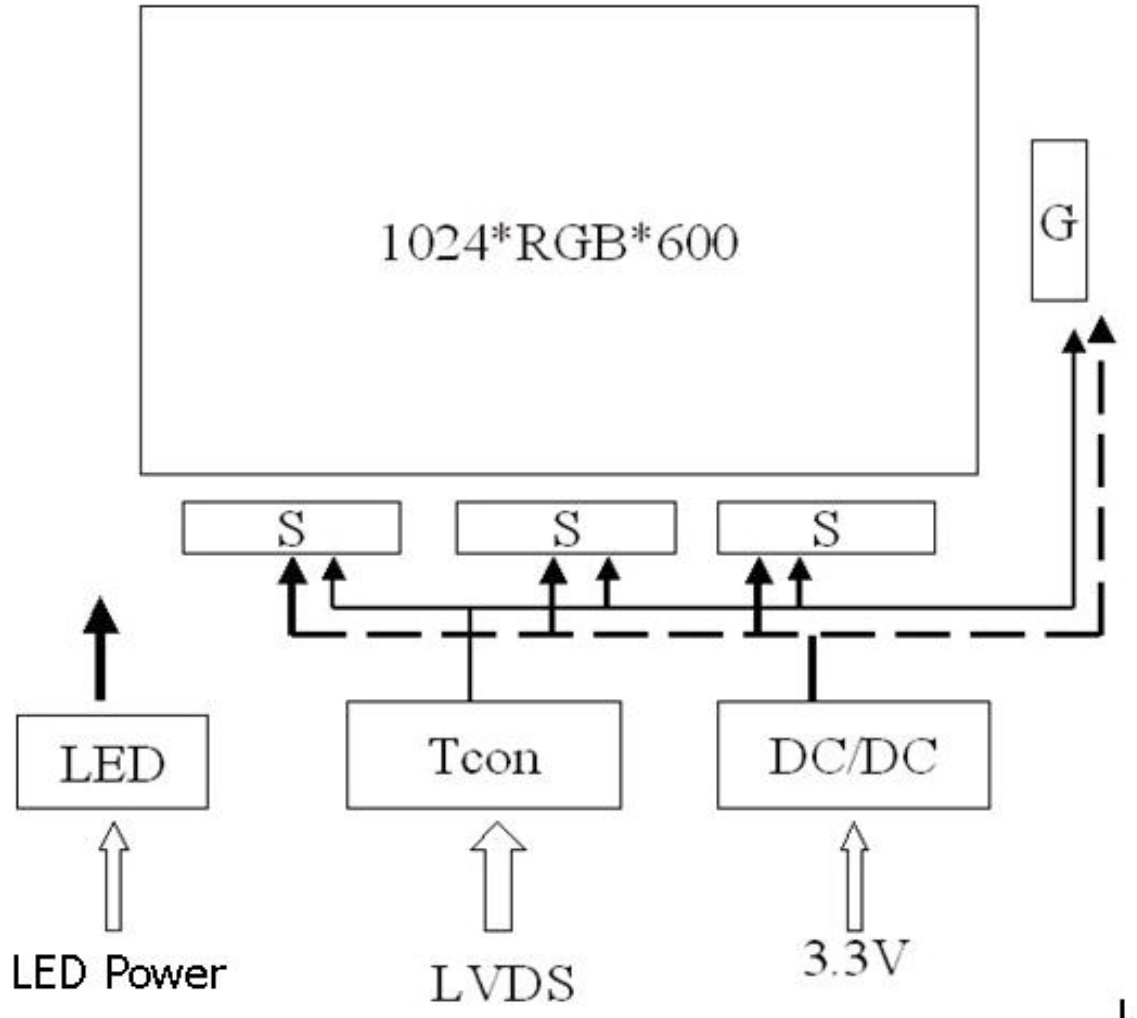 1024*RGB*600
G
S
S
S
LED
Tcon
DC/DC
LED Power
LVDS
3.3V